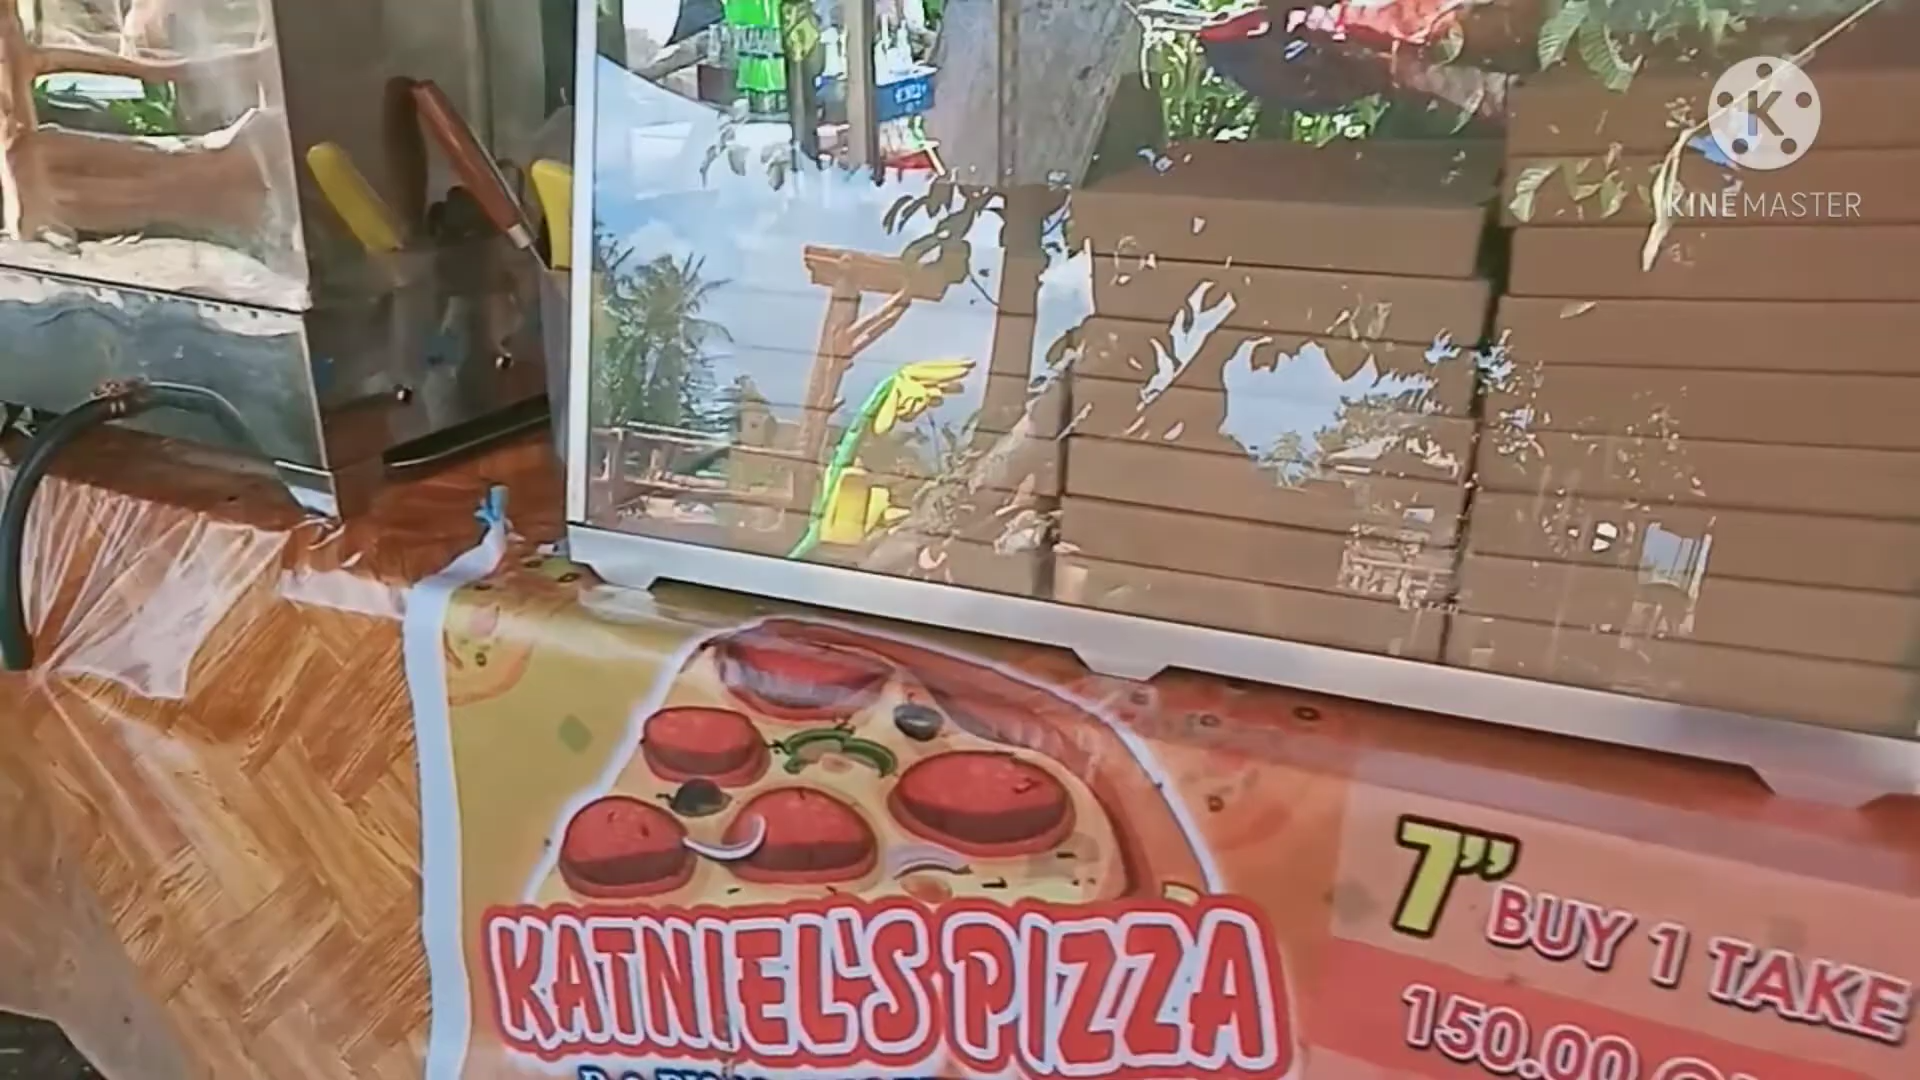 K
KINEMASTER
7" BUY 1 TAKE
150.00
KATNIEL'S PIZZA